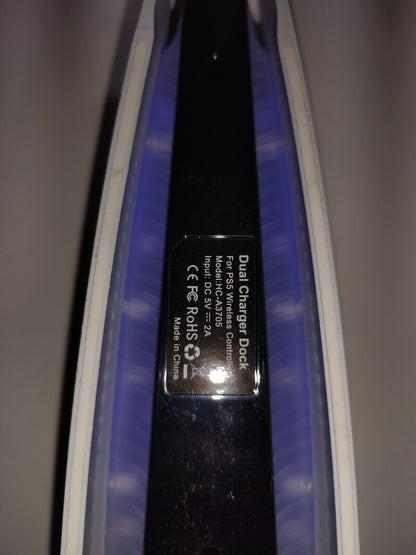 Dual Charger Dock
For PS5 Wireless Controller
Model:HC-A3705
Input: DC 5V ⎓ 2A
CE FC RoHS
Made in China